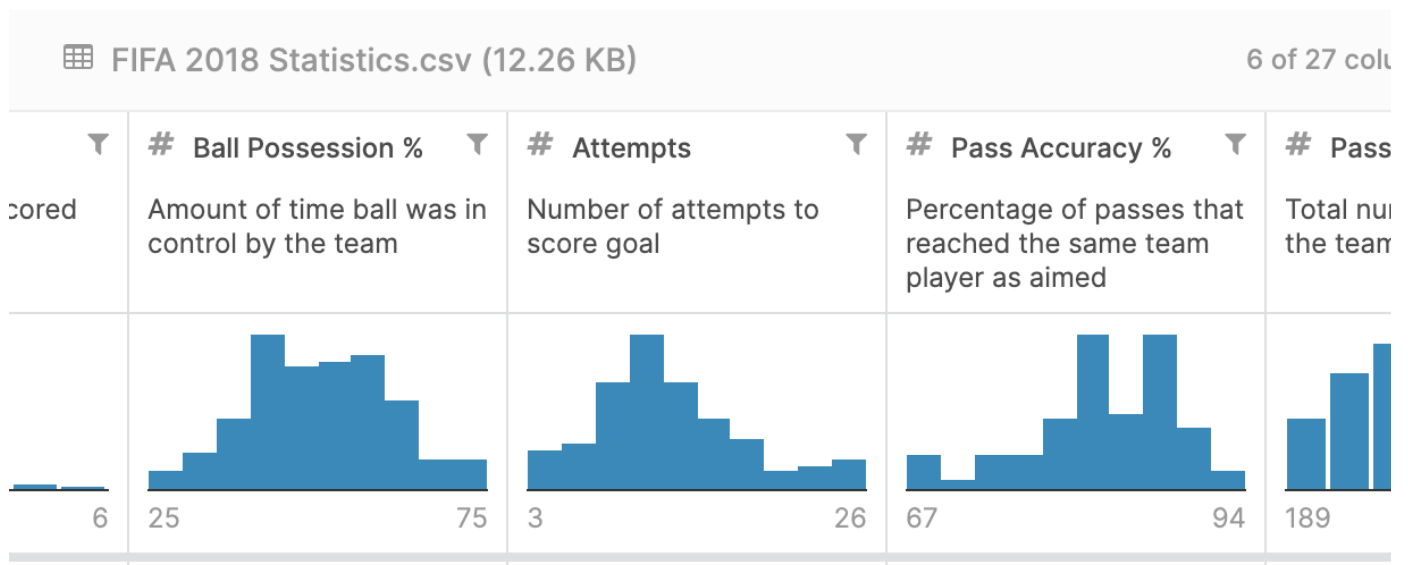 FIFA 2018 Statistics.csv (12.26 KB)
6 of 27 colu
# Ball Possession %
# Attempts
# Pass Accuracy %
# Pass
cored
Amount of time ball was in
control by the team
Number of attempts to
score goal
Percentage of passes that
reached the same team
player as aimed
Total nu
the team
6
25 75
3 26
67 94
189